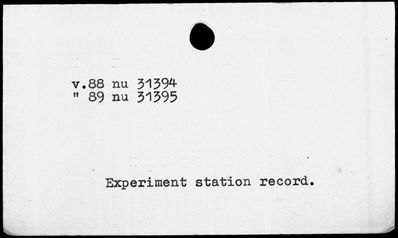 v.88 nu 31394
" 89 nu 31395
Experiment station record.